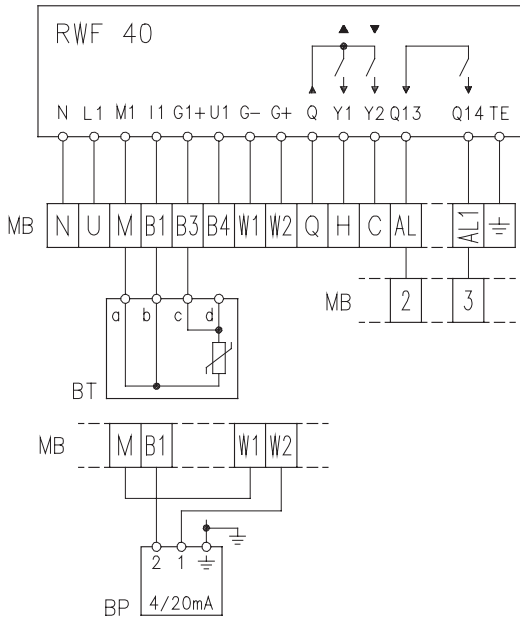 RWF 40
N L1 M1 I1 G1+ U1 G- G+ Q Y1 Y2 Q13 Q14 TE
MB N U M B1 B3 B4 W1 W2 Q H C AL AL1
MB 2 3
a b c d
BT
MB M B1 W1 W2
2 1
BP 4/20mA